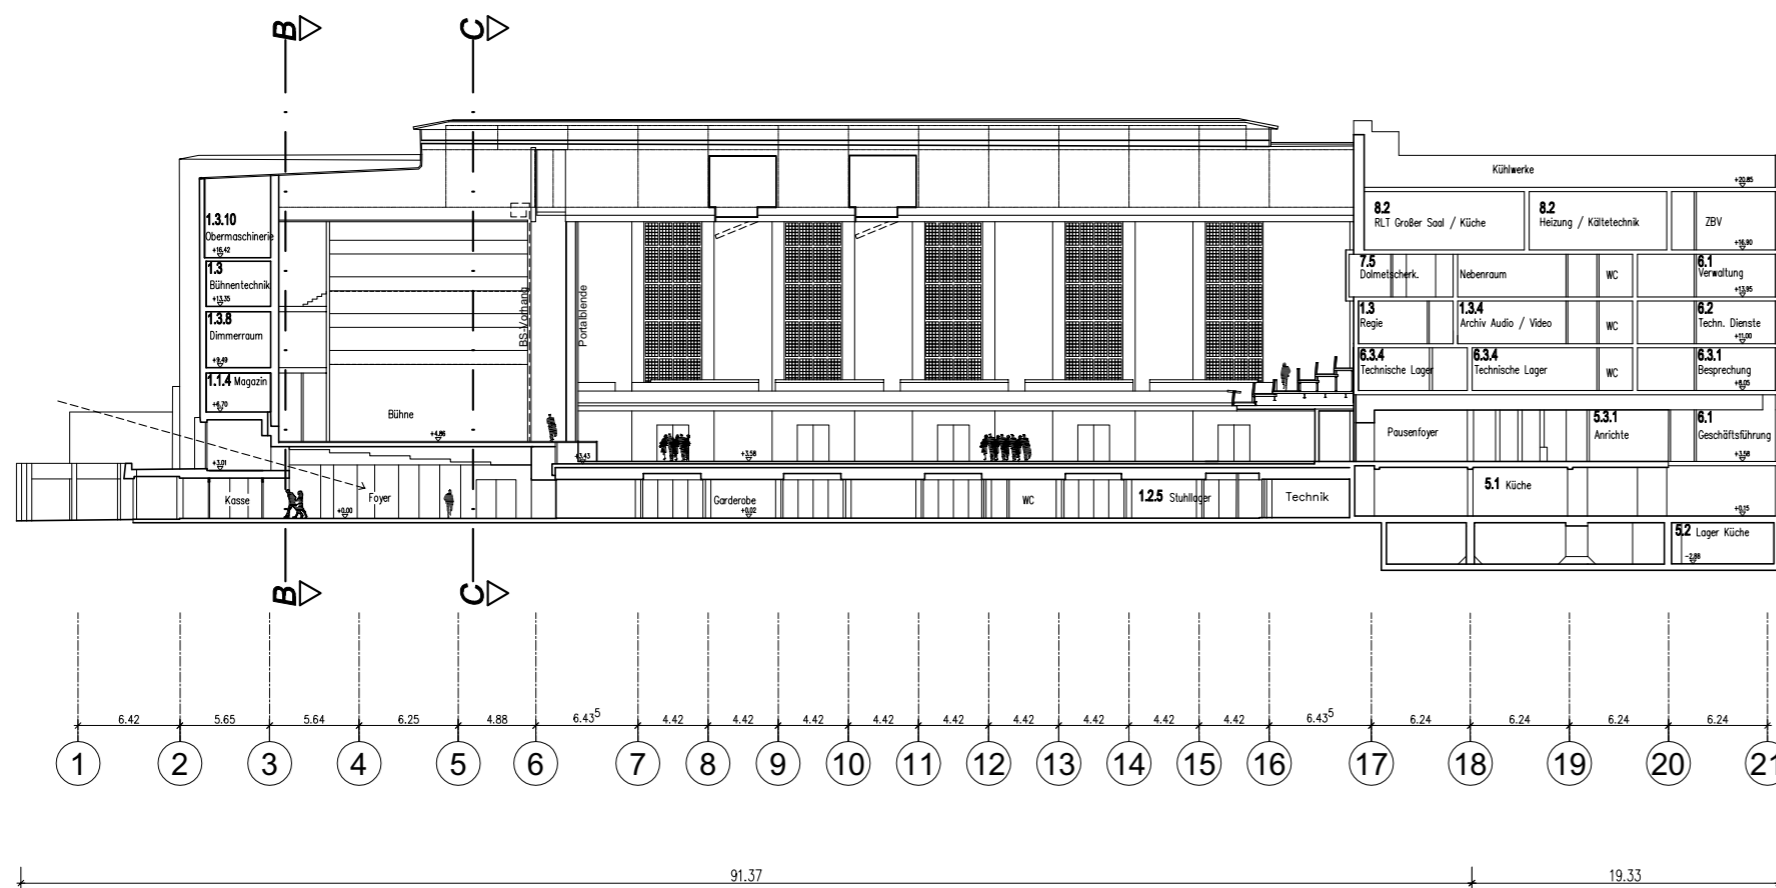 B
C
Kühlwerke
+20.85
1.3.10
Obermaschinerie
+16.42
8.2
RLT Großer Saal / Küche
8.2
Heizung / Kältetechnik
ZBV
+16.90
1.3
Bühnentechnik
+13.35
7.5
Dolmetscherk.
Nebenraum
WC
6.1
Verwaltung
+13.95
1.3.8
Dimmerraum
+9.49
BS-Vorhang
Portalblende
1.3
Regie
1.3.4
Archiv Audio / Video
WC
6.2
Techn. Dienste
+11.00
1.1.4 Magazin
+6.70
6.3.4
Technische Lager
6.3.4
Technische Lager
WC
6.3.1
Besprechung
+8.05
Bühne
+4.86
+3.43
+3.58
Pausenfoyer
5.3.1
Anrichte
6.1
Geschäftsführung
+3.58
+3.01
Kasse
Foyer
+0.00
Garderobe
+0.02
WC
1.2.5 Stuhllager
Technik
5.1 Küche
+0.15
5.2 Lager Küche
-2.88
B
C
6.42 5.65 5.64 6.25 4.88 6.43⁵ 4.42 4.42 4.42 4.42 4.42 4.42 4.42 4.42 4.42 6.43⁵ 6.24 6.24 6.24 6.24
1 2 3 4 5 6 7 8 9 10 11 12 13 14 15 16 17 18 19 20 21
91.37 19.33